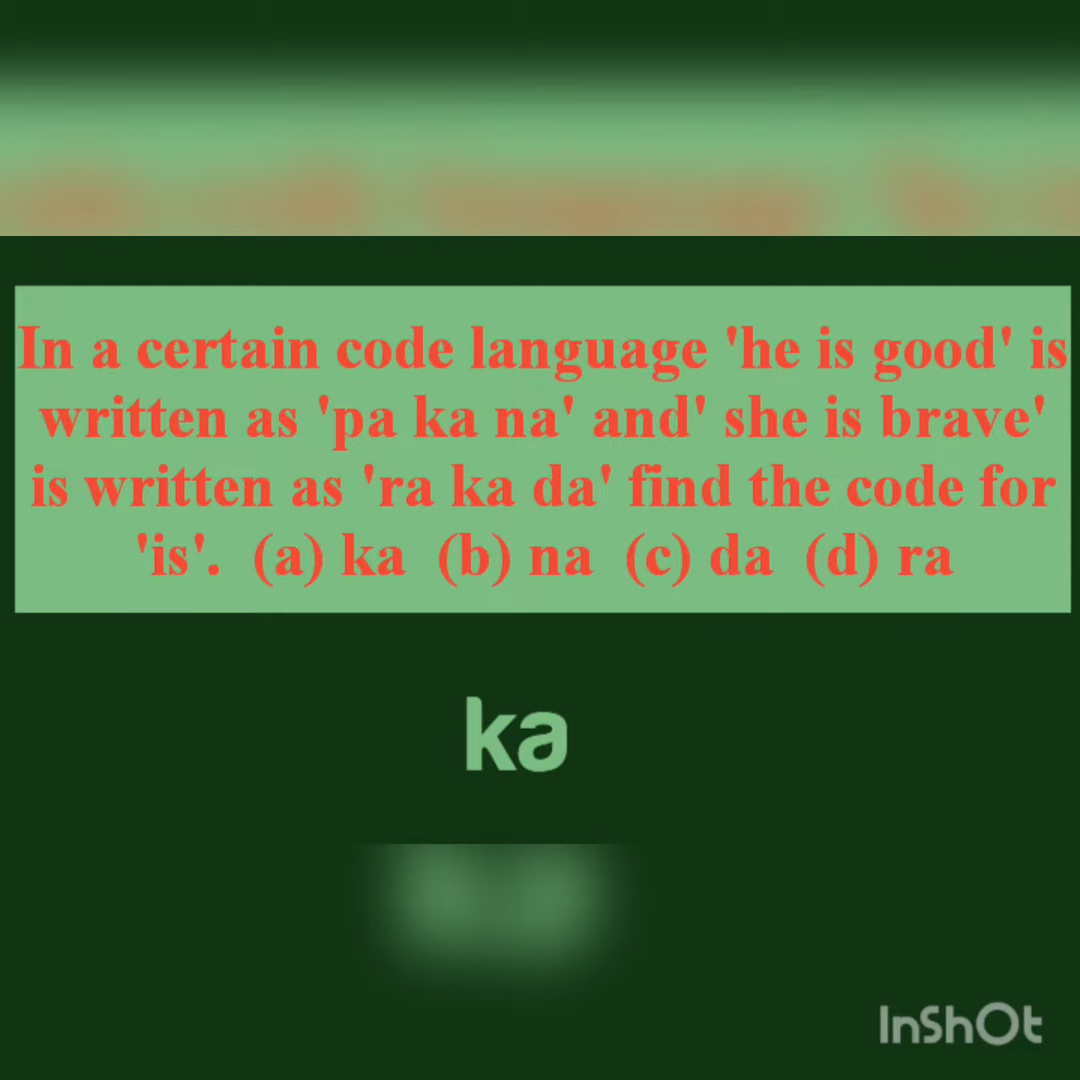 In a certain code language 'he is good' is
written as 'pa ka na' and' she is brave'
is written as 'ra ka da' find the code for
'is'.  (a) ka  (b) na  (c) da  (d) ra
ka
InShOt